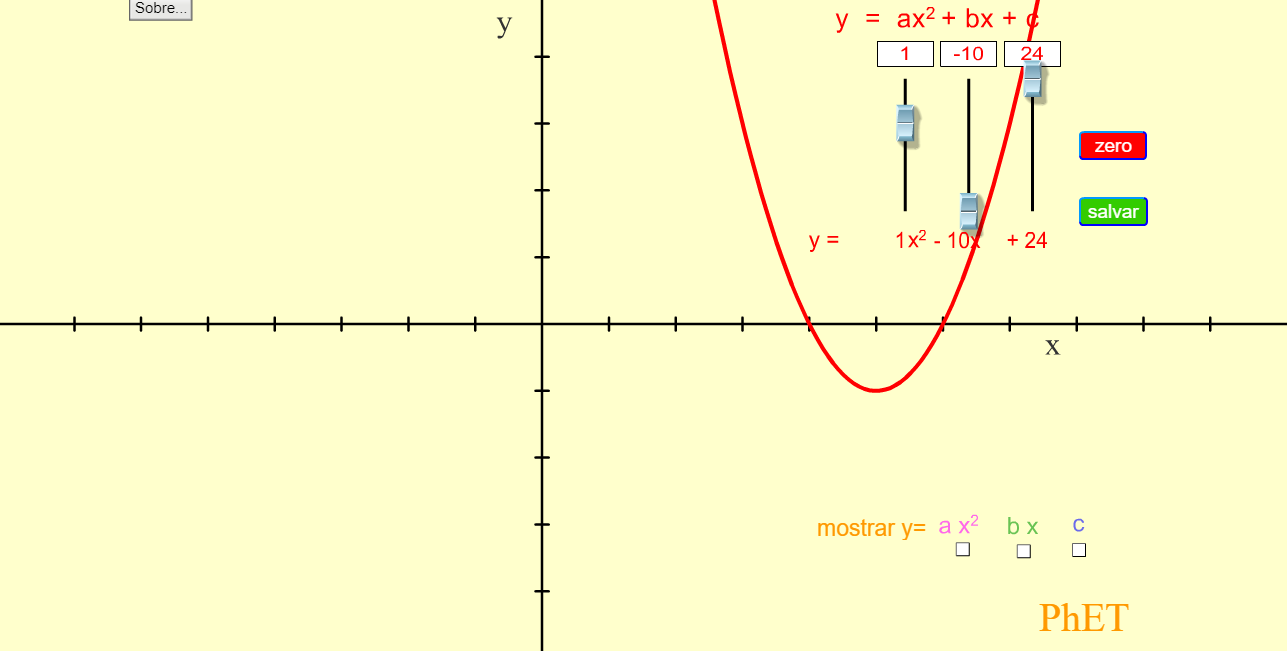 Sobre...
y
y = ax² + bx + c
1 -10 24
zero
salvar
y = 1x² - 10x + 24
x
mostrar y= a x² b x c
PhET